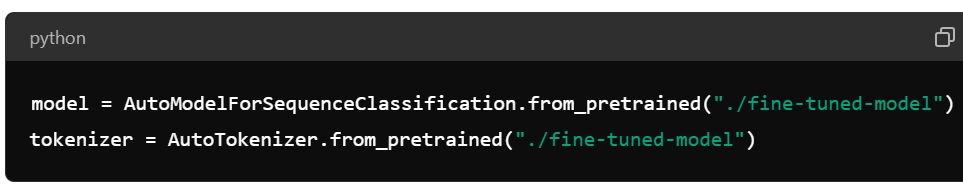 python
model = AutoModelForSequenceClassification.from_pretrained("./fine-tuned-model")
tokenizer = AutoTokenizer.from_pretrained("./fine-tuned-model")